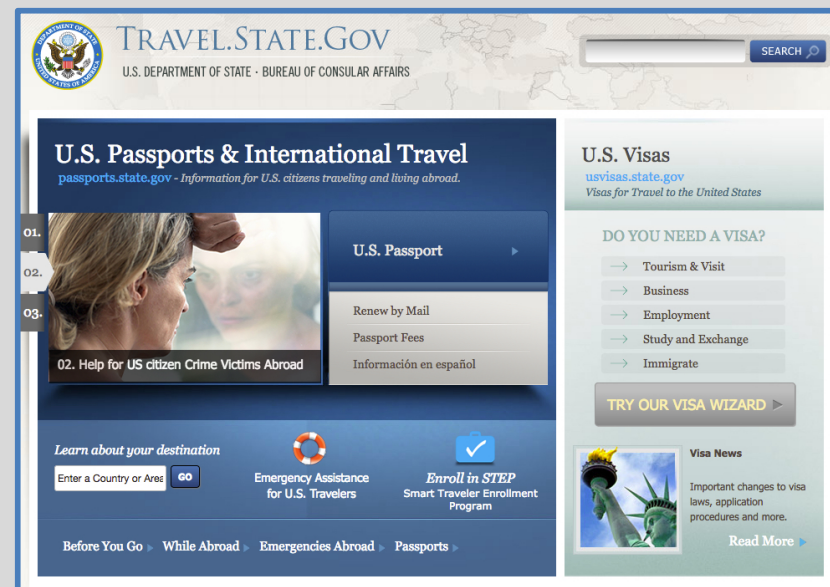 DEPARTMENT OF STATE
UNITED STATES OF AMERICA
TRAVEL.STATE.GOV
U.S. DEPARTMENT OF STATE - BUREAU OF CONSULAR AFFAIRS
SEARCH
U.S. Passports & International Travel
passports.state.gov - Information for U.S. citizens traveling and living abroad.
01.
02.
03.
02. Help for US citizen Crime Victims Abroad
U.S. Passport
Renew by Mail
Passport Fees
Información en español
Learn about your destination
Enter a Country or Area
GO
Emergency Assistance
for U.S. Travelers
Enroll in STEP
Smart Traveler Enrollment
Program
Before You Go
While Abroad
Emergencies Abroad
Passports
U.S. Visas
usvisas.state.gov
Visas for Travel to the United States
DO YOU NEED A VISA?
Tourism & Visit
Business
Employment
Study and Exchange
Immigrate
TRY OUR VISA WIZARD
Visa News
Important changes to visa
laws, application
procedures and more.
Read More